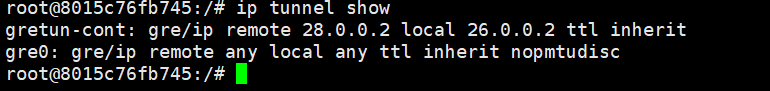 root@8015c76fb745:/# ip tunnel show
gretun-cont: gre/ip remote 28.0.0.2 local 26.0.0.2 ttl inherit
gre0: gre/ip remote any local any ttl inherit nopmtudisc
root@8015c76fb745:/#